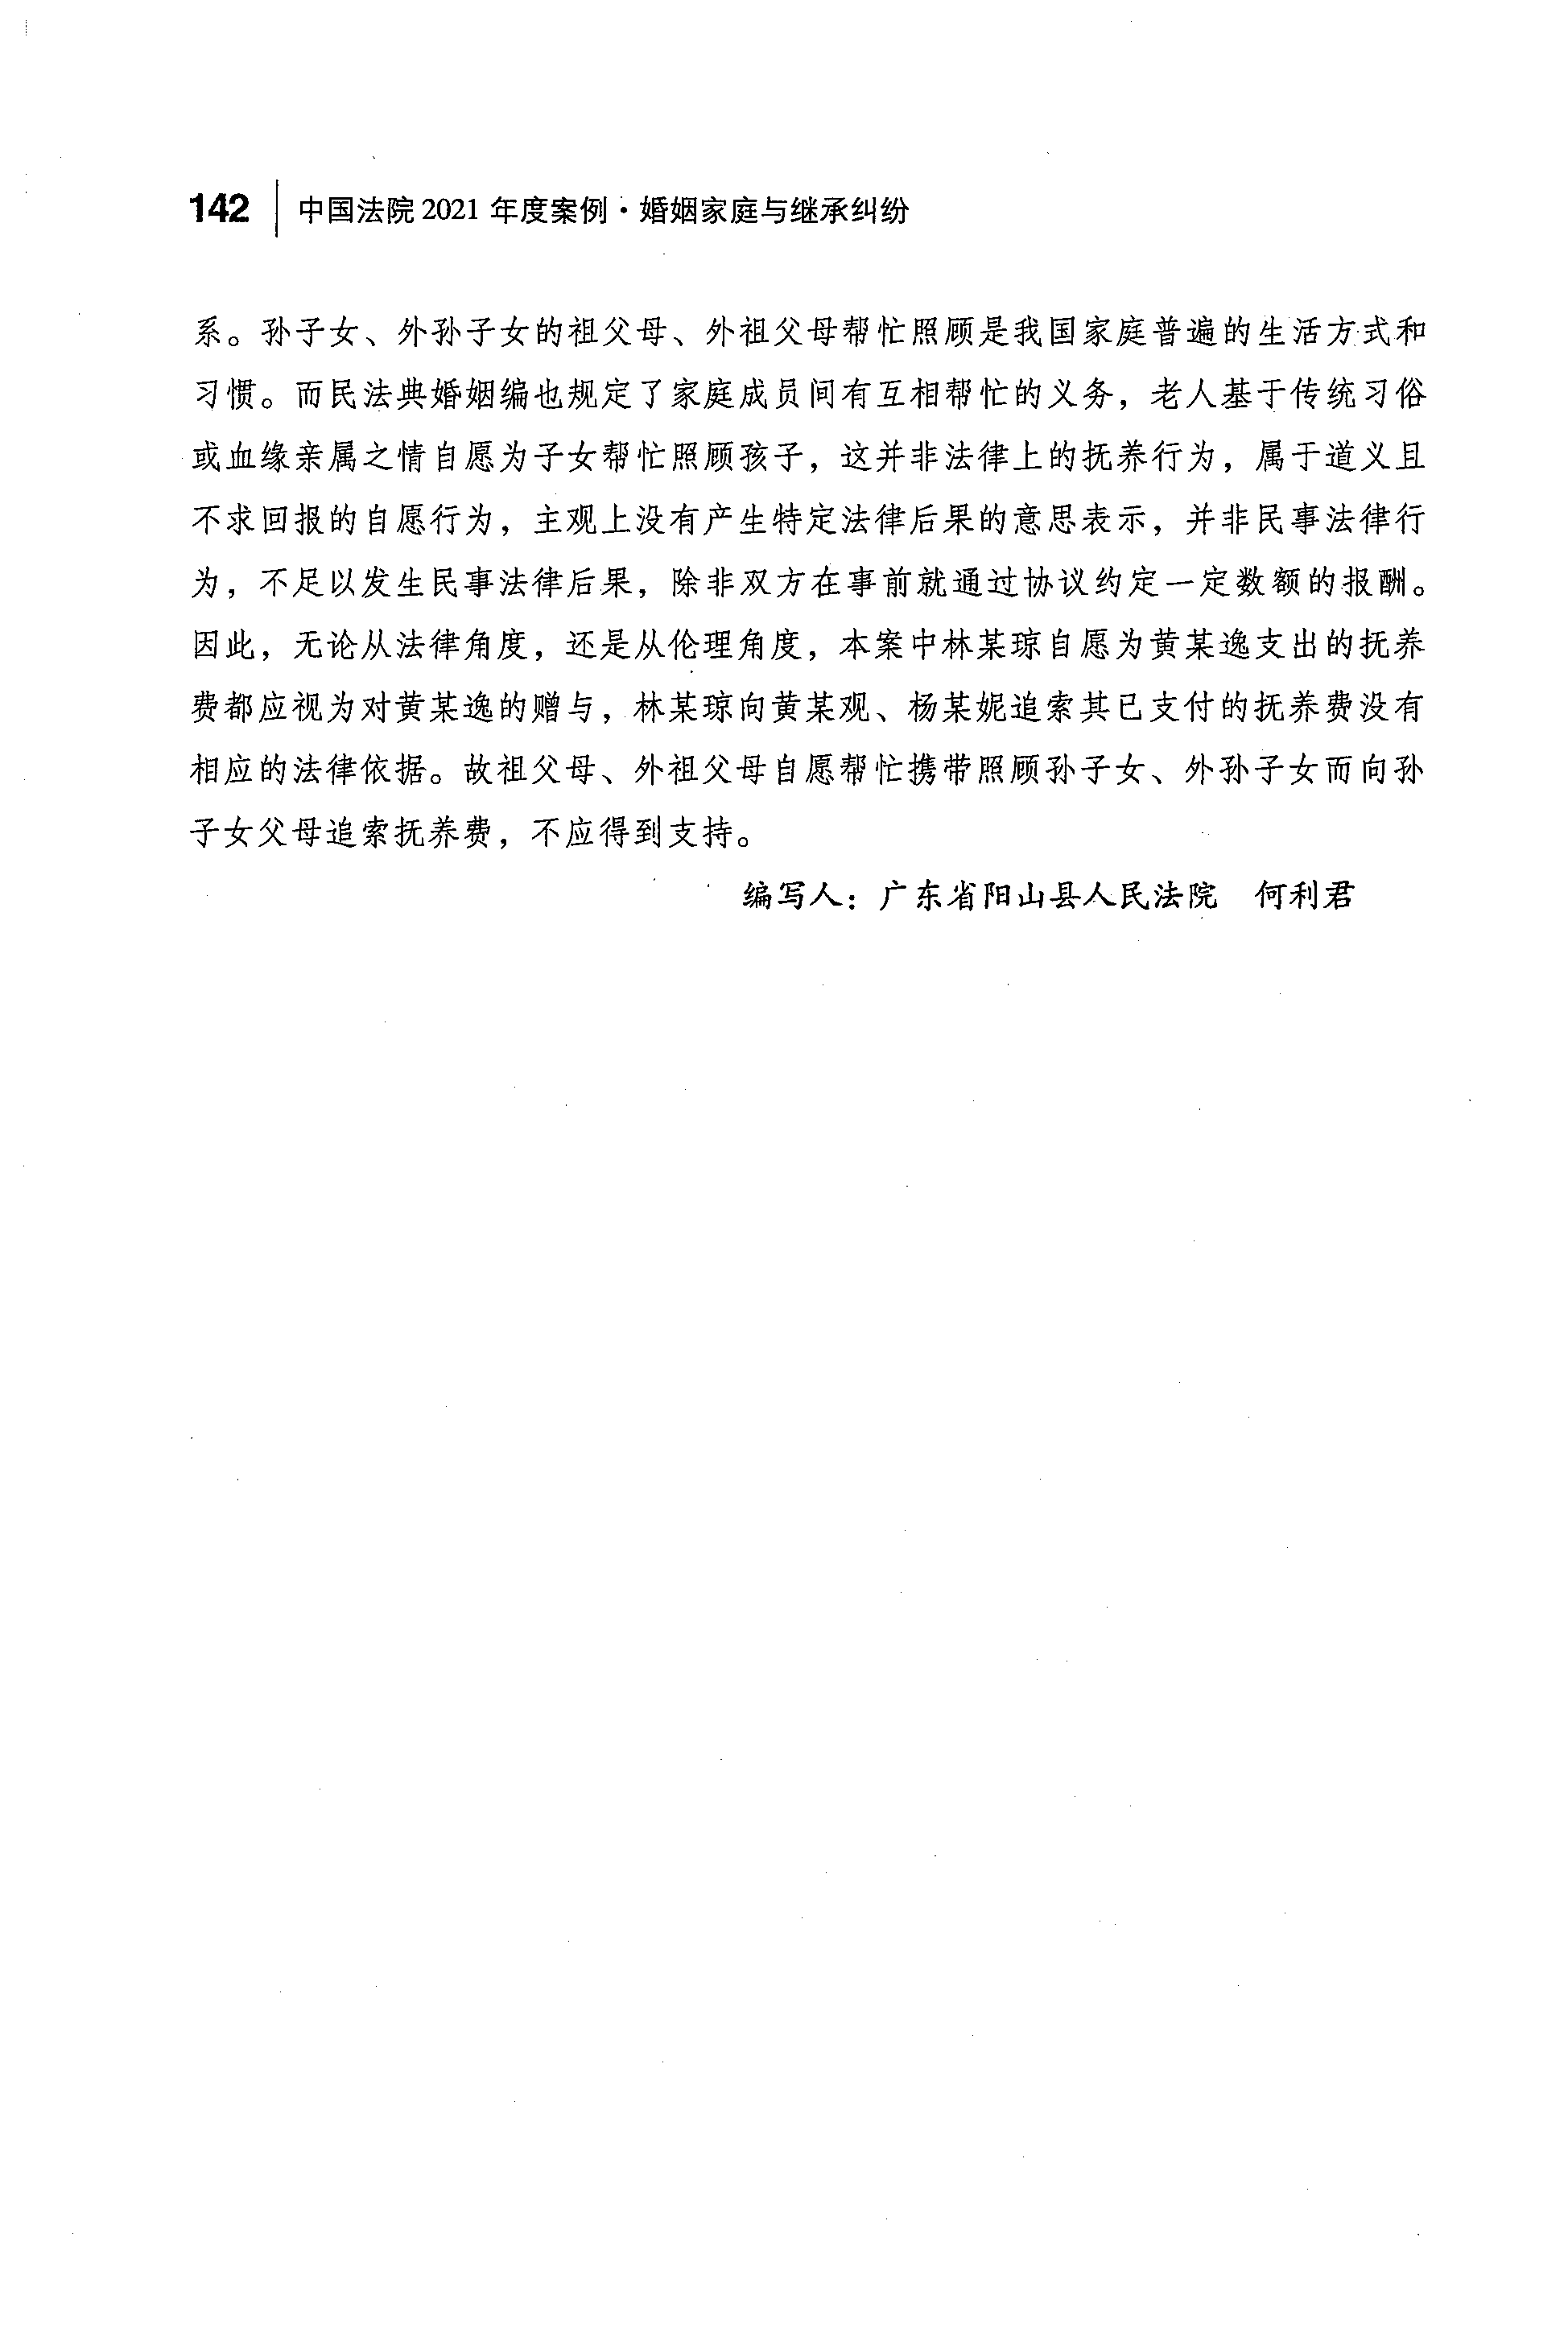 142 中国法院2021年度案例·婚姻家庭与继承纠纷
系。孙子女、外孙子女的祖父母、外祖父母帮忙照顾是我国家庭普遍的生活方式和
习惯。而民法典婚姻编也规定了家庭成员间有互相帮忙的义务，老人基于传统习俗
或血缘亲属之情自愿为子女帮忙照顾孩子，这并非法律上的抚养行为，属于道义且
不求回报的自愿行为，主观上没有产生特定法律后果的意思表示，并非民事法律行
为，不足以发生民事法律后果，除非双方在事前就通过协议约定一定数额的报酬。
因此，无论从法律角度，还是从伦理角度，本案中林某琼自愿为黄某逸支出的抚养
费都应视为对黄某逸的赠与，林某琼向黄某观、杨某妮追索其已支付的抚养费没有
相应的法律依据。故祖父母、外祖父母自愿帮忙携带照顾孙子女、外孙子女而向孙
子女父母追索抚养费，不应得到支持。
编写人：广东省阳山县人民法院 何利君